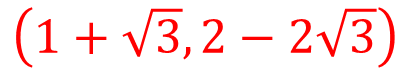 (1 + √3, 2 − 2√3)